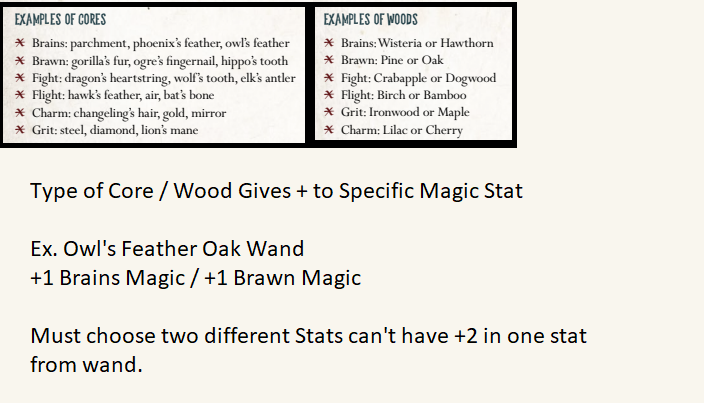 EXAMPLES OF CORES
* Brains: parchment, phoenix's feather, owl's feather
* Brawn: gorilla's fur, ogre's fingernail, hippo's tooth
* Fight: dragon's heartstring, wolf's tooth, elk's antler
* Flight: hawk's feather, air, bat's bone
* Charm: changeling's hair, gold, mirror
* Grit: steel, diamond, lion's mane
EXAMPLES OF WOODS
* Brains: Wisteria or Hawthorn
* Brawn: Pine or Oak
* Fight: Crabapple or Dogwood
* Flight: Birch or Bamboo
* Grit: Ironwood or Maple
* Charm: Lilac or Cherry
Type of Core / Wood Gives + to Specific Magic Stat
Ex. Owl's Feather Oak Wand
+1 Brains Magic / +1 Brawn Magic
Must choose two different Stats can't have +2 in one stat
from wand.